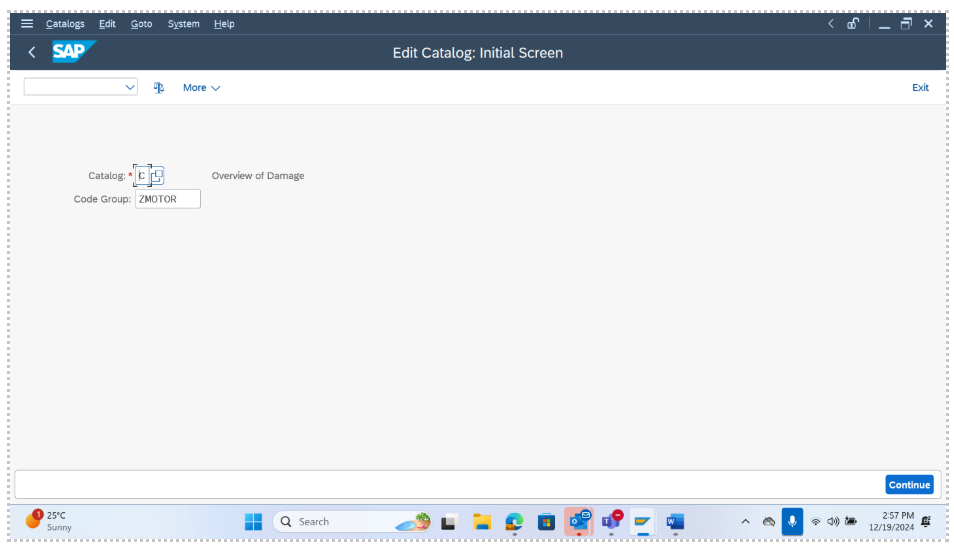 Catalogs Edit Goto System Help
SAP Edit Catalog: Initial Screen
More Exit
Catalog: * C Overview of Damage
Code Group: ZMOTOR
Continue
1 25°C
Sunny
Search
2:57 PM
12/19/2024